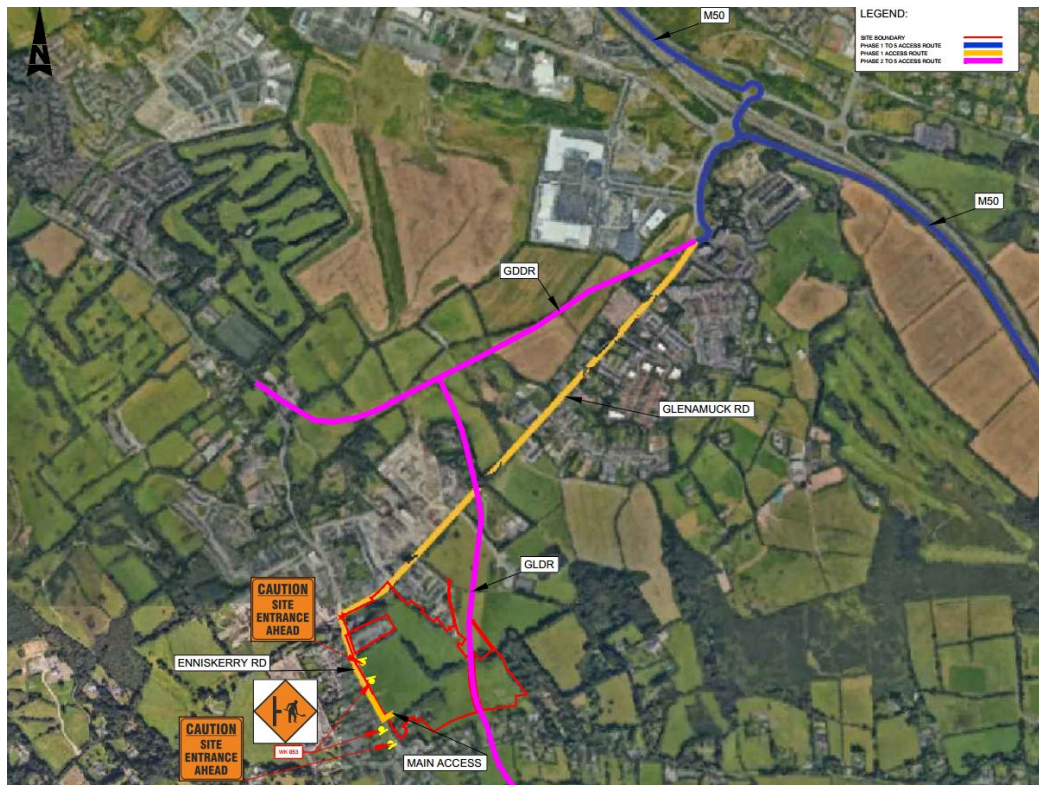 M50
LEGEND:
SITE BOUNDARY
PHASE 1 TO 5 ACCESS ROUTE
PHASE 1 ACCESS ROUTE
PHASE 2 TO 5 ACCESS ROUTE
N
M50
GDDR
GLENAMUCK RD
GLDR
CAUTION
SITE
ENTRANCE
AHEAD
ENNISKERRY RD
WK 053
CAUTION
SITE
ENTRANCE
AHEAD
MAIN ACCESS